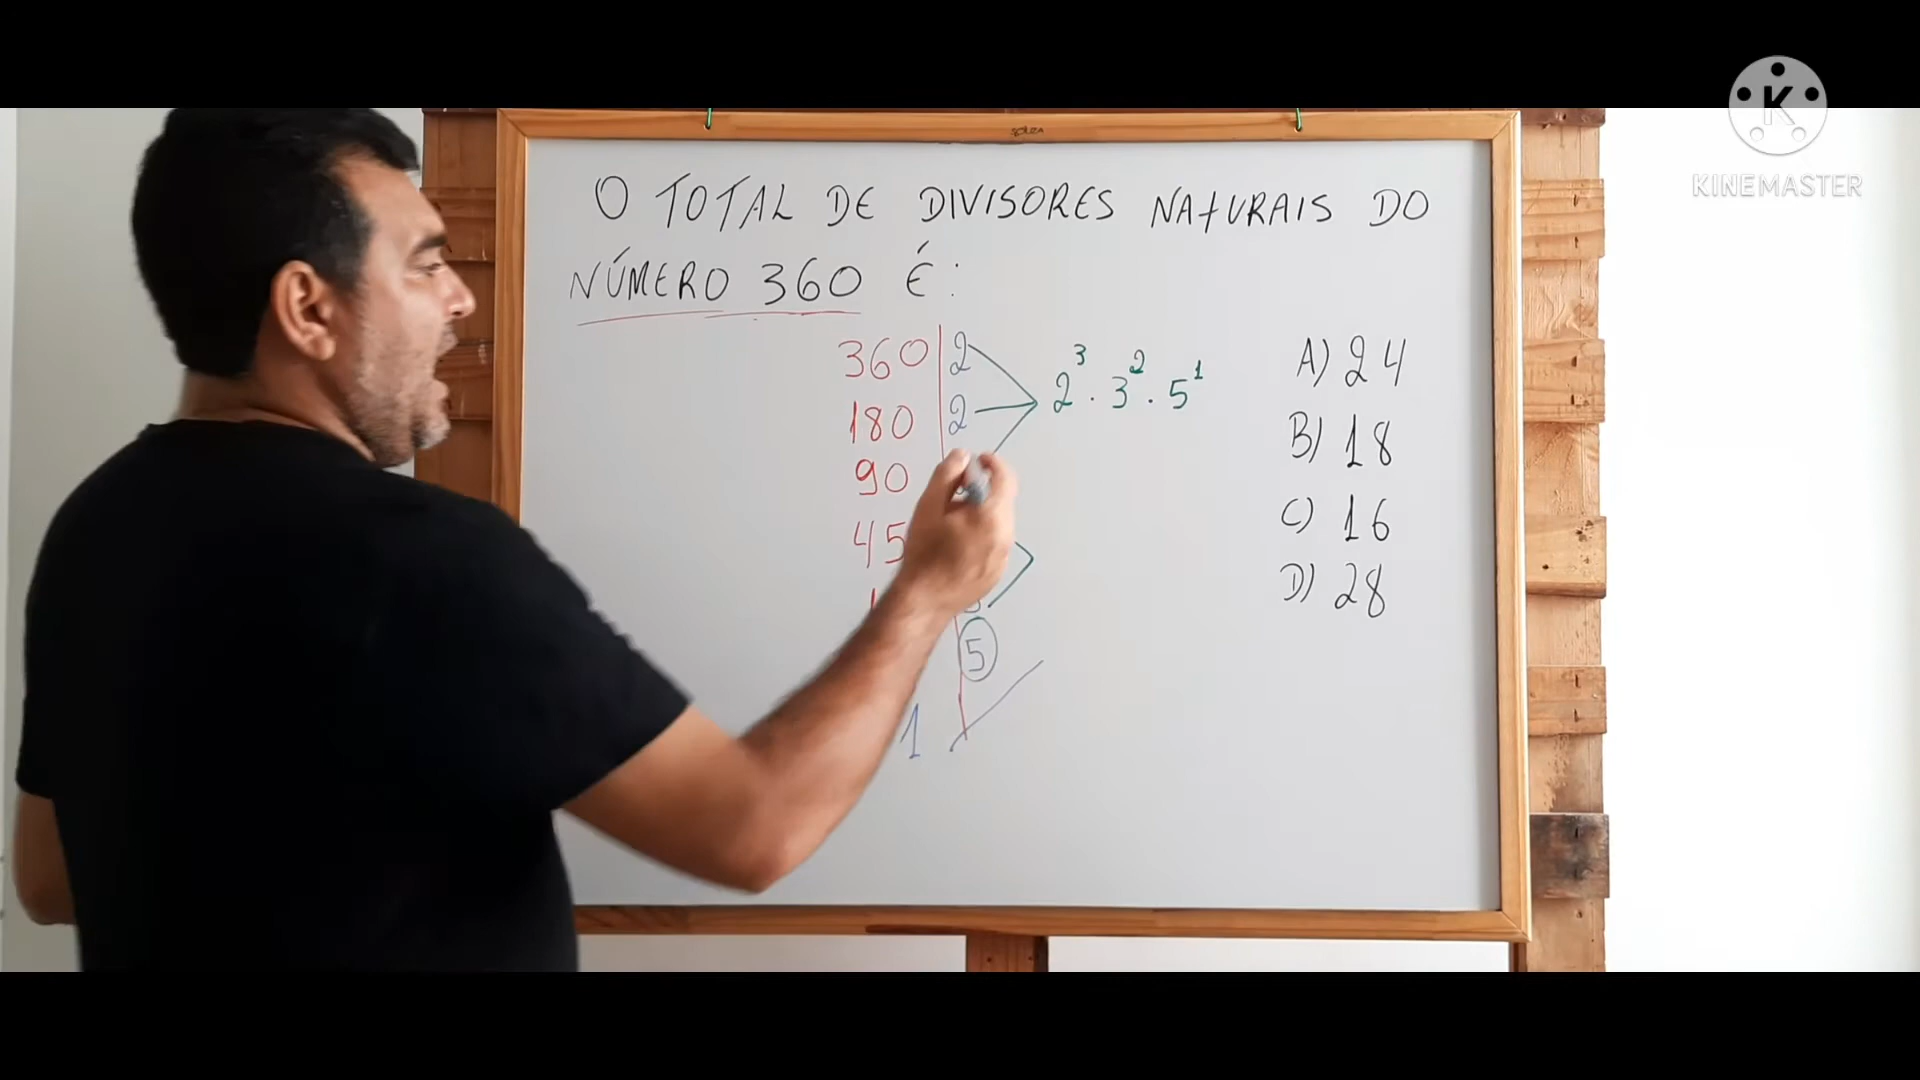 KINEMASTER
SOUZA
O TOTAL DE DIVISORES NATURAIS DO
NÚMERO 360 É:
360 2
180 2
90
45
5
1
2³ . 3² . 5¹
A) 24
B) 18
C) 16
D) 28